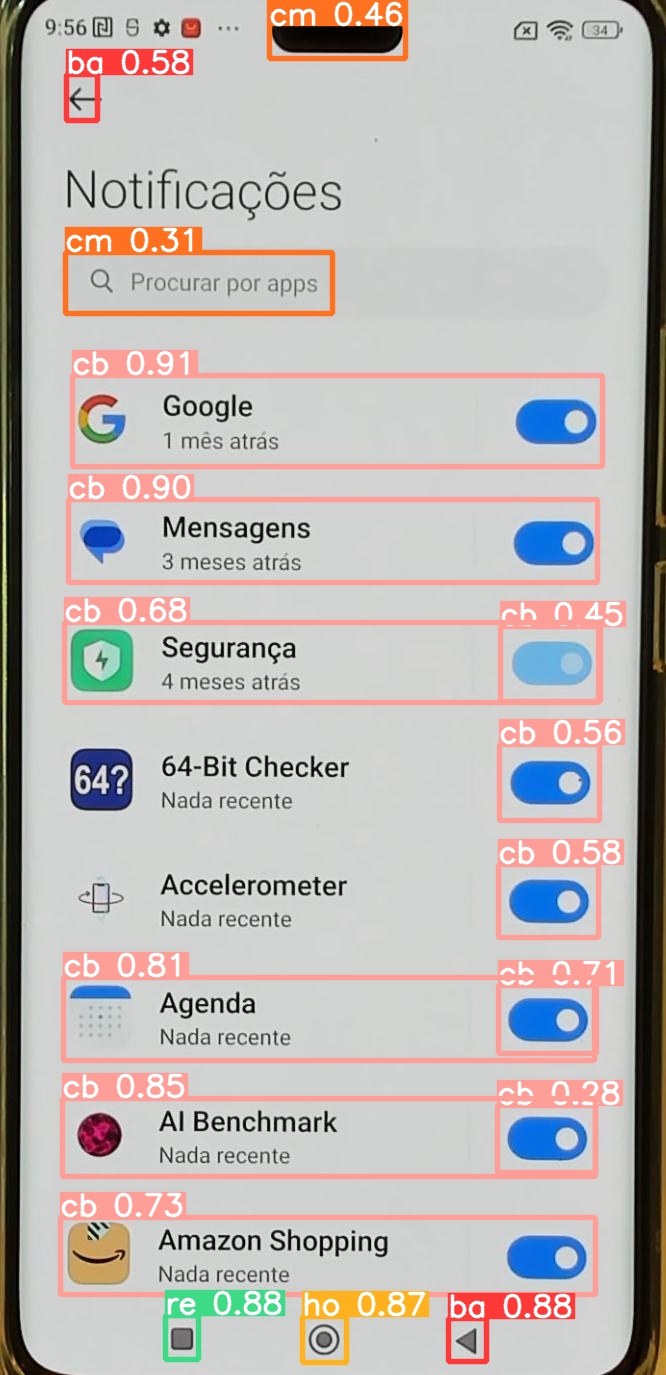 9:56
34
cm 0.46
ba 0.58
Notificações
cm 0.31
Procurar por apps
cb 0.91
Google
1 mês atrás
cb 0.90
Mensagens
3 meses atrás
cb 0.68
cb 0.45
Segurança
4 meses atrás
cb 0.56
64?
64-Bit Checker
Nada recente
cb 0.58
Accelerometer
Nada recente
cb 0.81
cb 0.71
Agenda
Nada recente
cb 0.85
cb 0.28
AI Benchmark
Nada recente
cb 0.73
Amazon Shopping
Nada recente
re 0.88
ho 0.87
ba 0.88